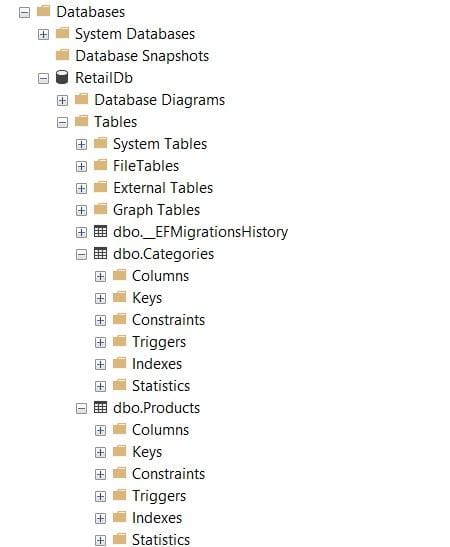 Databases
System Databases
Database Snapshots
RetailDb
Database Diagrams
Tables
System Tables
FileTables
External Tables
Graph Tables
dbo.__EFMigrationsHistory
dbo.Categories
Columns
Keys
Constraints
Triggers
Indexes
Statistics
dbo.Products
Columns
Keys
Constraints
Triggers
Indexes
Statistics